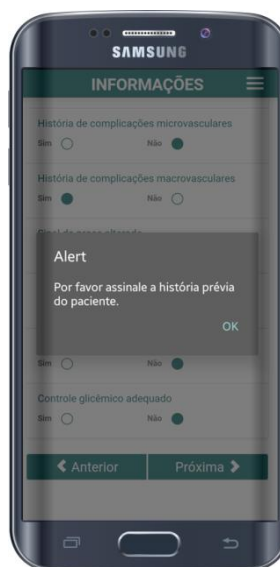 SAMSUNG
INFORMAÇÕES
História de complicações microvasculares
Sim Não
História de complicações macrovasculares
Sim Não
Alert
Por favor assinale a história prévia
do paciente.
OK
Sim Não
Controle glicémico adequado
Sim Não
Anterior Próxima